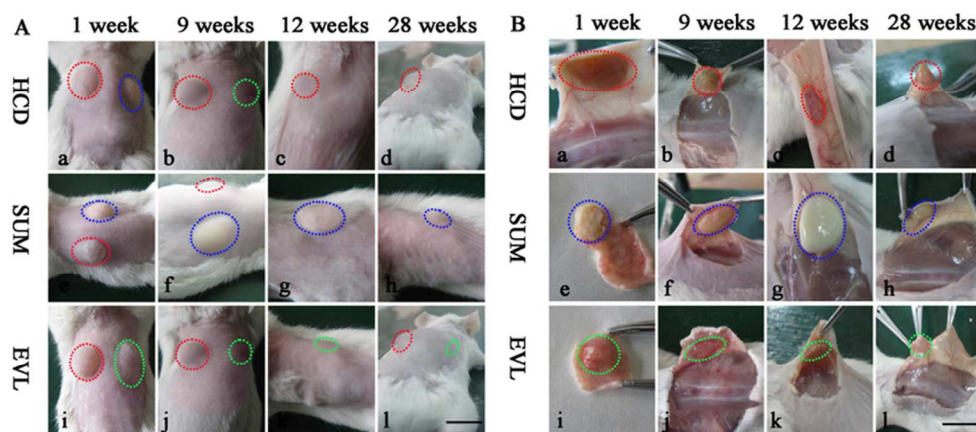 A 1 week 9 weeks 12 weeks 28 weeks
HCD
a b c d
SUM
e f g h
EVL
i j k l
B 1 week 9 weeks 12 weeks 28 weeks
HCD
a b c d
SUM
e f g h
EVL
i j k l